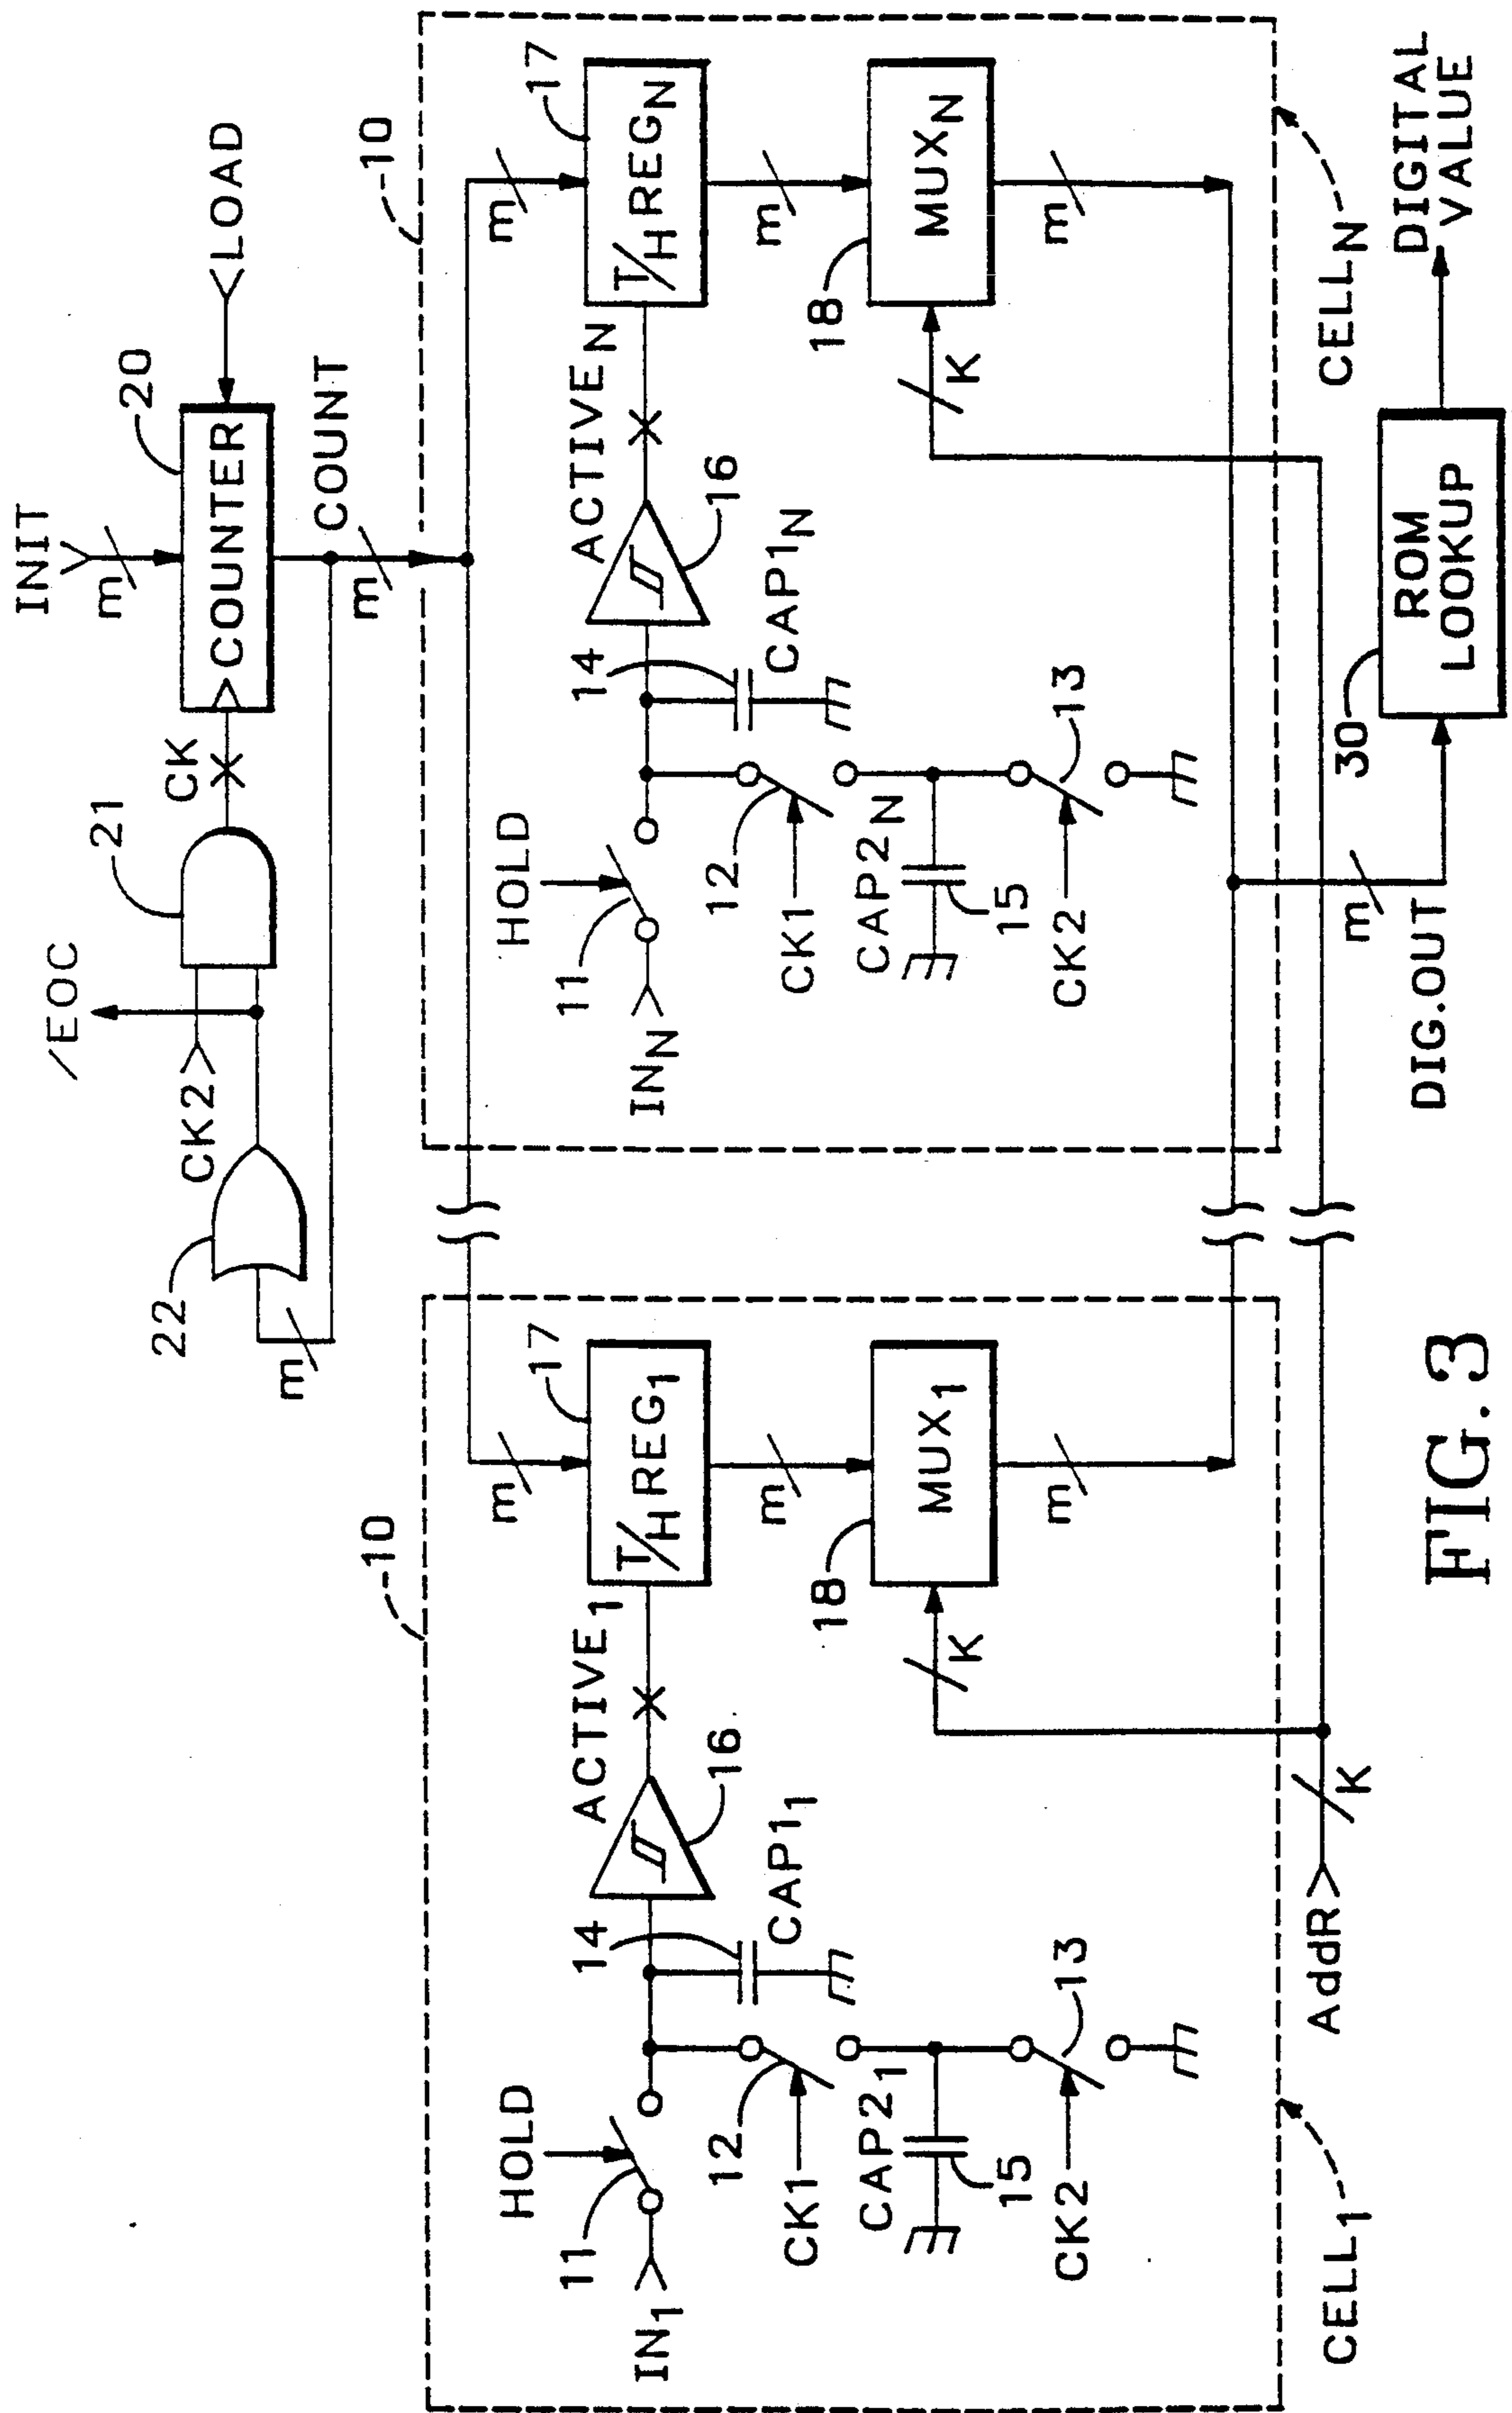 INIT
m
/EOC
CK2
21
CK
20
COUNTER
LOAD
22
m
COUNT
m
10
10
HOLD
11
IN1
12
CK1
14
CAP11
CAP21
15
13
CK2
16
ACTIVE1
m
17
T/H REG1
m
18
MUX1
K
m
HOLD
11
INN
12
CK1
14
CAP1N
CAP2N
15
13
CK2
16
ACTIVEN
m
17
T/H REGN
m
18
MUXN
K
m
CELL1
AddR
K
CELLN
m
DIG.OUT
30
ROM
LOOKUP
DIGITAL
VALUE
FIG. 3